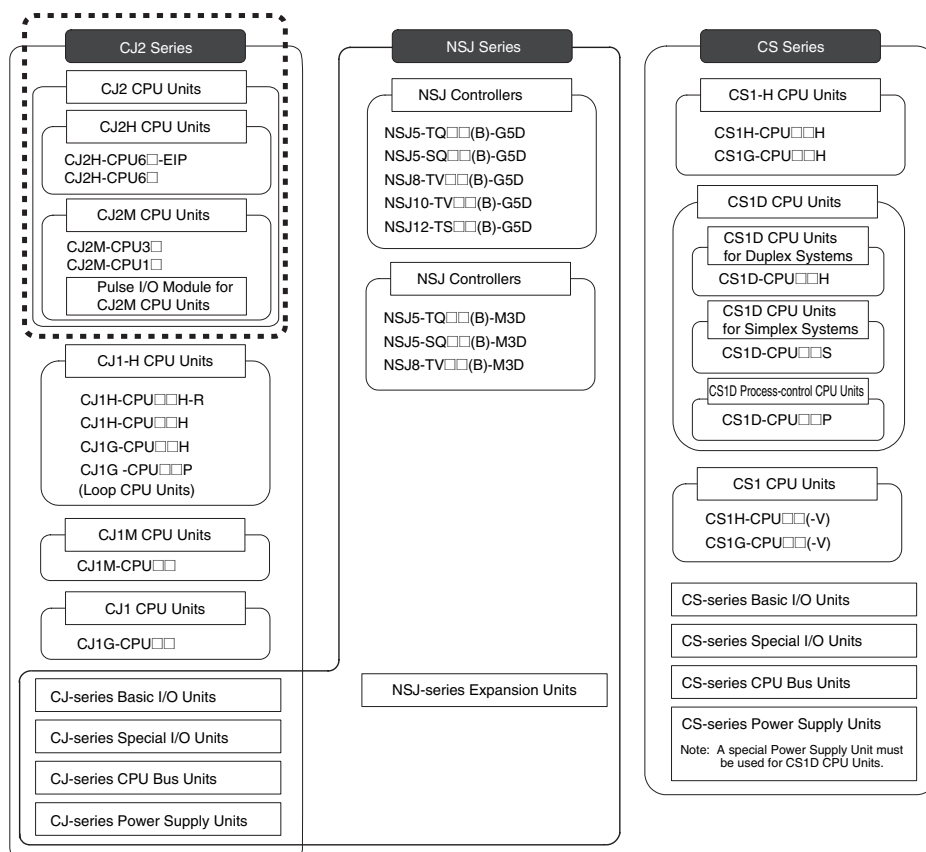 CJ2 Series
CJ2 CPU Units
CJ2H CPU Units
CJ2H-CPU6□-EIP
CJ2H-CPU6□
CJ2M CPU Units
CJ2M-CPU3□
CJ2M-CPU1□
Pulse I/O Module for
CJ2M CPU Units
CJ1-H CPU Units
CJ1H-CPU□□H-R
CJ1H-CPU□□H
CJ1G-CPU□□H
CJ1G -CPU□□P
(Loop CPU Units)
CJ1M CPU Units
CJ1M-CPU□□
CJ1 CPU Units
CJ1G-CPU□□
CJ-series Basic I/O Units
CJ-series Special I/O Units
CJ-series CPU Bus Units
CJ-series Power Supply Units
NSJ Series
NSJ Controllers
NSJ5-TQ□□(B)-G5D
NSJ5-SQ□□(B)-G5D
NSJ8-TV□□(B)-G5D
NSJ10-TV□□(B)-G5D
NSJ12-TS□□(B)-G5D
NSJ Controllers
NSJ5-TQ□□(B)-M3D
NSJ5-SQ□□(B)-M3D
NSJ8-TV□□(B)-M3D
NSJ-series Expansion Units
CS Series
CS1-H CPU Units
CS1H-CPU□□H
CS1G-CPU□□H
CS1D CPU Units
CS1D CPU Units
for Duplex Systems
CS1D-CPU□□H
CS1D CPU Units
for Simplex Systems
CS1D-CPU□□S
CS1D Process-control CPU Units
CS1D-CPU□□P
CS1 CPU Units
CS1H-CPU□□(-V)
CS1G-CPU□□(-V)
CS-series Basic I/O Units
CS-series Special I/O Units
CS-series CPU Bus Units
CS-series Power Supply Units
Note: A special Power Supply Unit must
be used for CS1D CPU Units.